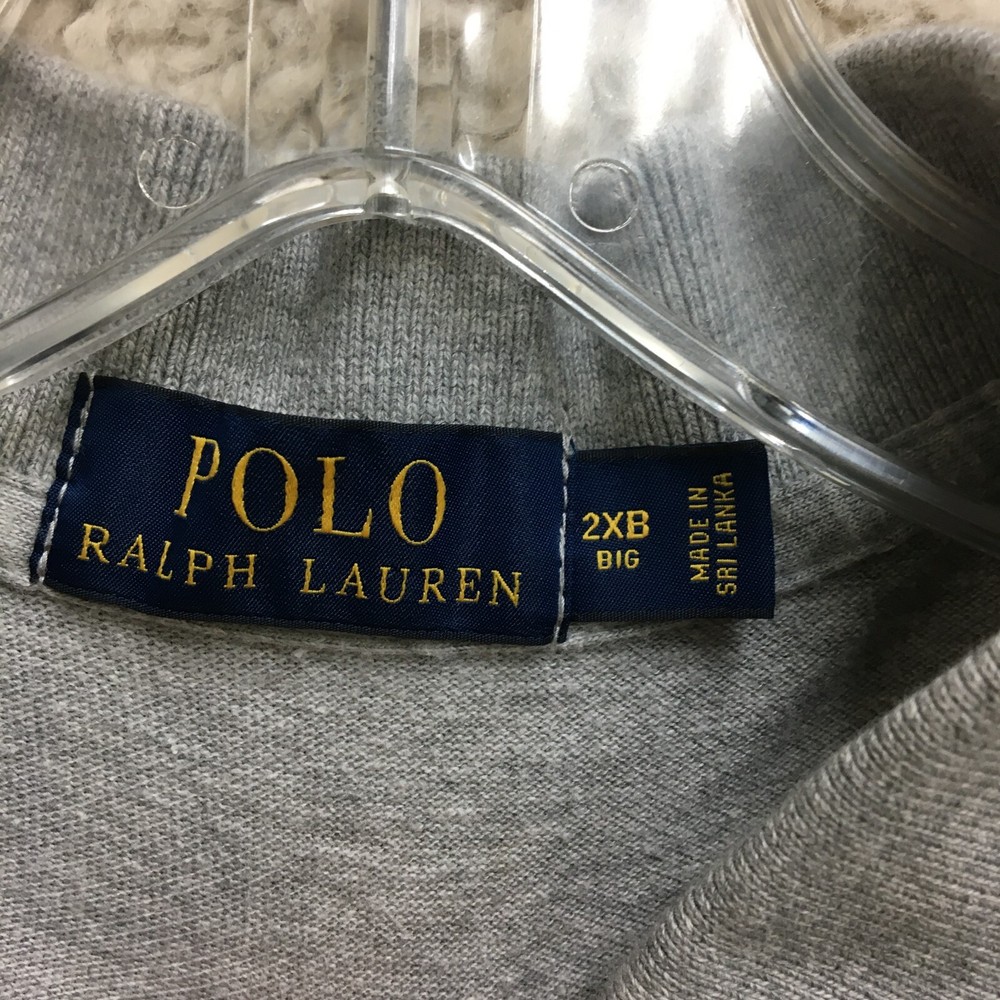 POLO
RALPH LAUREN
2XB
BIG
MADE IN
SRI LANKA